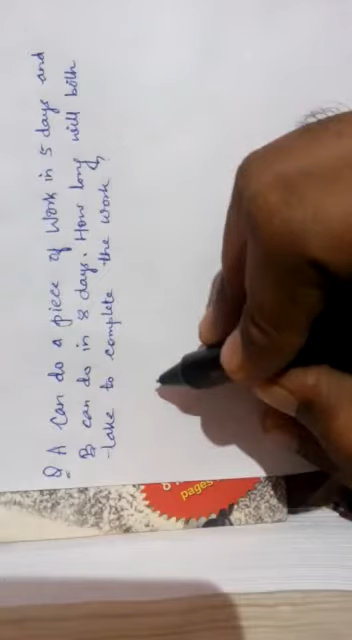 Q A can do a piece of work in 5 days and
B can do in 8 days. How long will both
take to complete the work?
pages